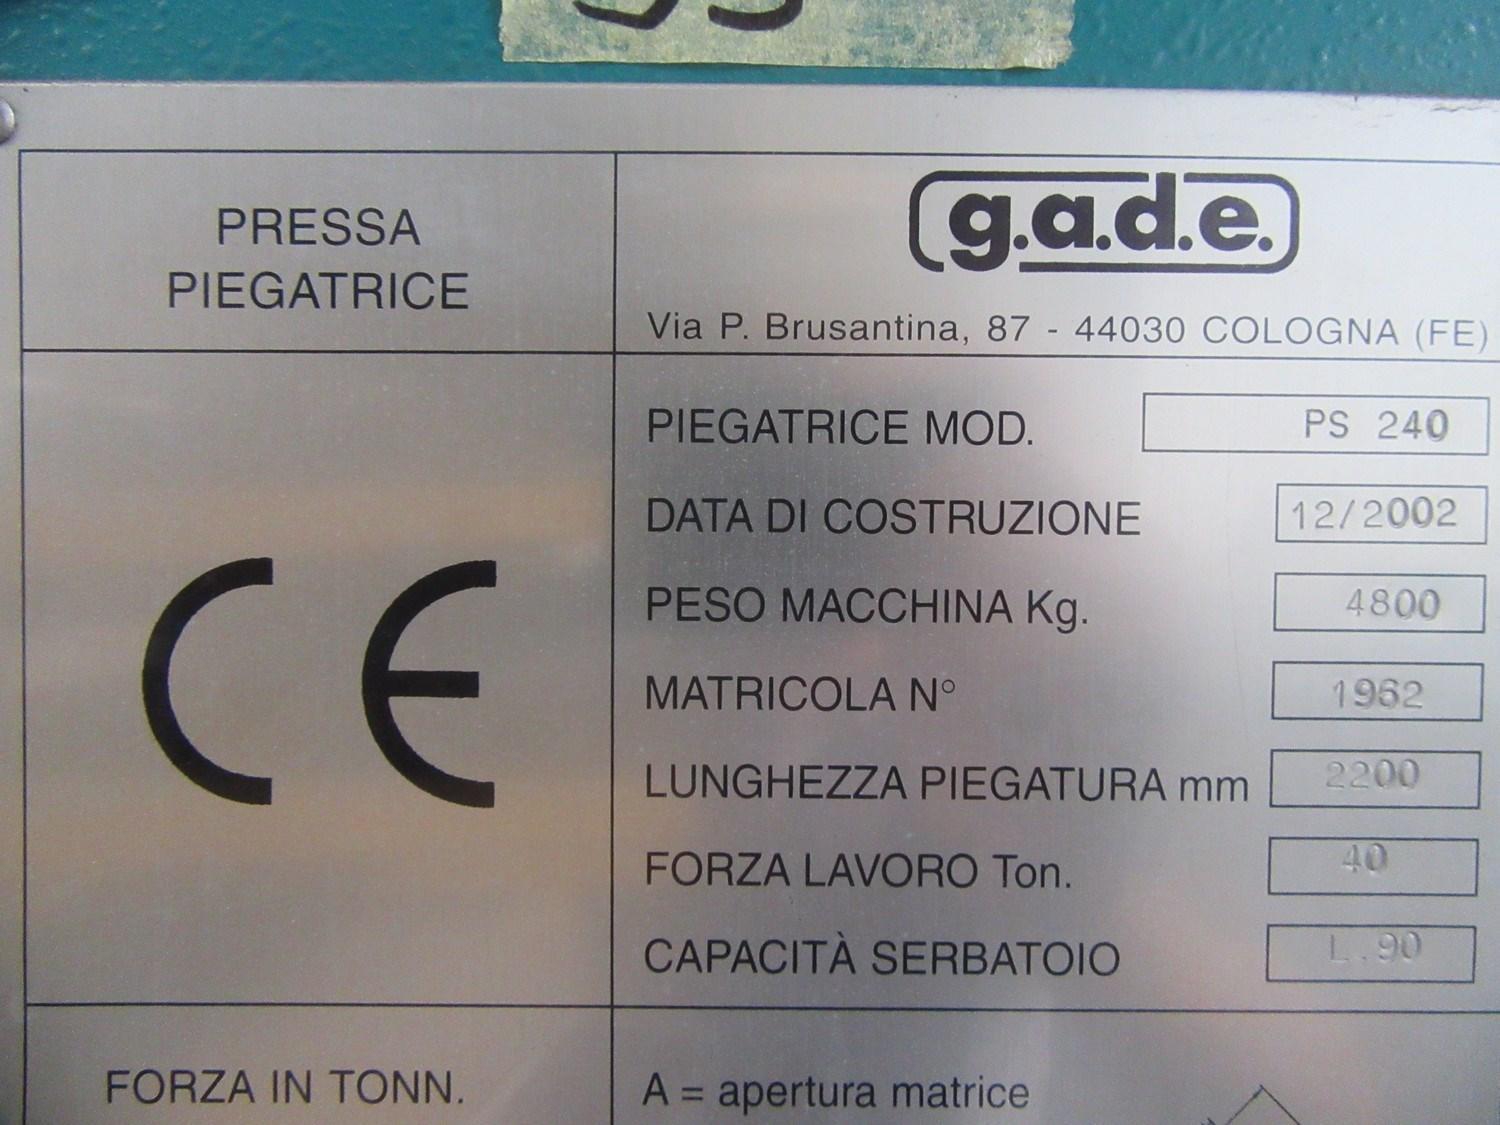 PRESSA
PIEGATRICE
g.a.d.e.
Via P. Brusantina, 87 - 44030 COLOGNA (FE)
PIEGATRICE MOD. PS 240
DATA DI COSTRUZIONE 12/2002
PESO MACCHINA Kg. 4800
MATRICOLA N° 1962
LUNGHEZZA PIEGATURA mm 2200
FORZA LAVORO Ton. 40
CAPACITÀ SERBATOIO L.90
CE
FORZA IN TONN.
A = apertura matrice